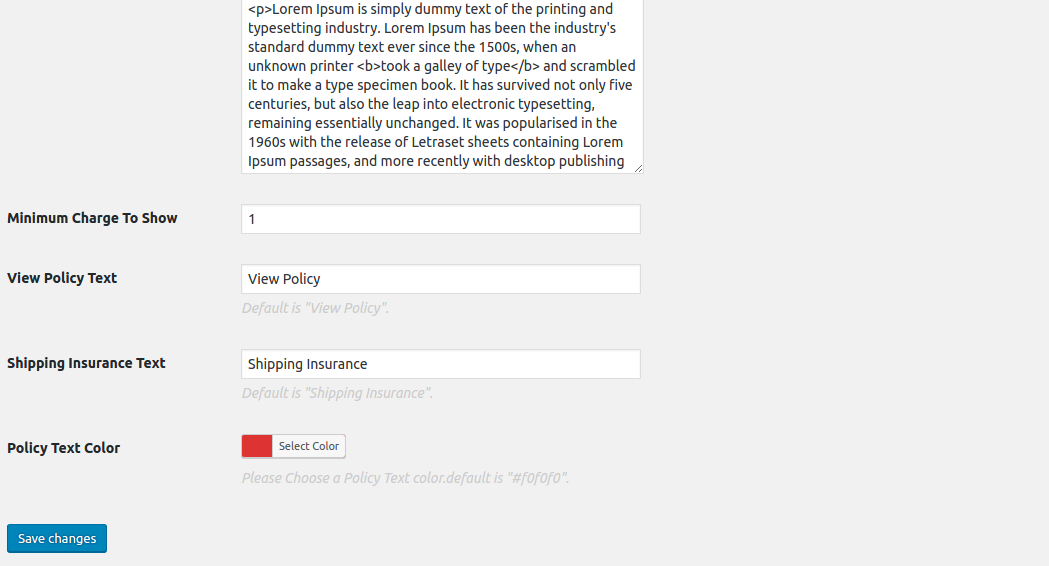 <p>Lorem Ipsum is simply dummy text of the printing and
typesetting industry. Lorem Ipsum has been the industry's
standard dummy text ever since the 1500s, when an
unknown printer <b>took a galley of type</b> and scrambled
it to make a type specimen book. It has survived not only five
centuries, but also the leap into electronic typesetting,
remaining essentially unchanged. It was popularised in the
1960s with the release of Letraset sheets containing Lorem
Ipsum passages, and more recently with desktop publishing
Minimum Charge To Show
1
View Policy Text
View Policy
Default is "View Policy".
Shipping Insurance Text
Shipping Insurance
Default is "Shipping Insurance".
Policy Text Color
Select Color
Please Choose a Policy Text color.default is "#f0f0f0".
Save changes